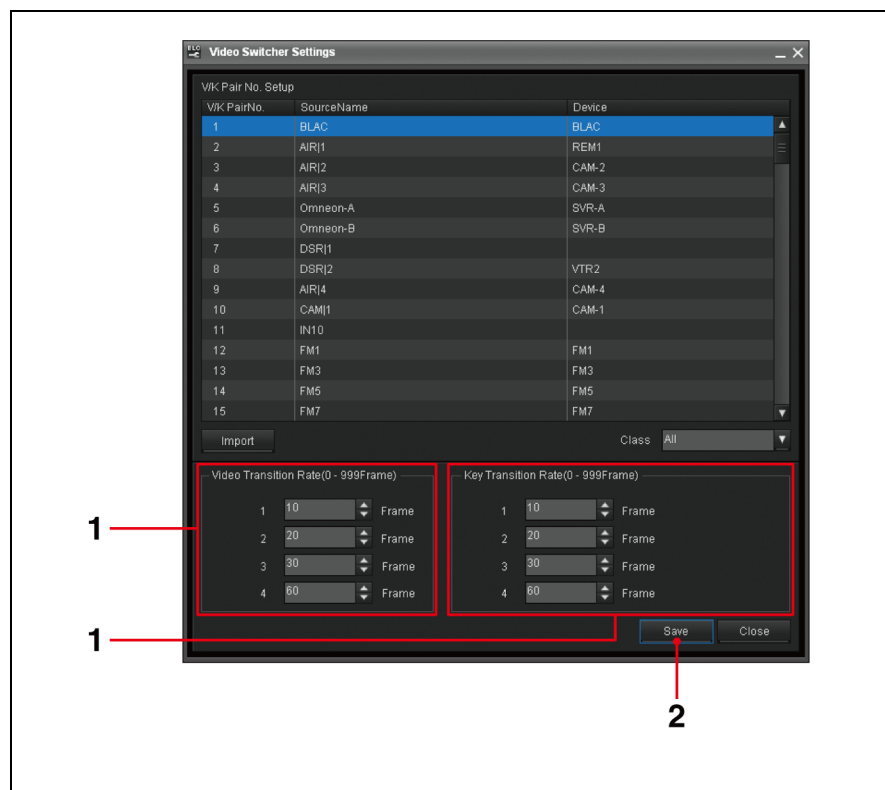 ELC Video Switcher Settings
V/K Pair No. Setup
V/K PairNo. SourceName Device
1 BLAC BLAC
2 AIR|1 REM1
3 AIR|2 CAM-2
4 AIR|3 CAM-3
5 Omneon-A SVR-A
6 Omneon-B SVR-B
7 DSR|1
8 DSR|2 VTR2
9 AIR|4 CAM-4
10 CAM|1 CAM-1
11 IN10
12 FM1 FM1
13 FM3 FM3
14 FM5 FM5
15 FM7 FM7
Import Class All
Video Transition Rate(0 - 999Frame) Key Transition Rate(0 - 999Frame)
1 10 Frame 1 10 Frame
2 20 Frame 2 20 Frame
3 30 Frame 3 30 Frame
4 60 Frame 4 60 Frame
1
1
Save Close
2